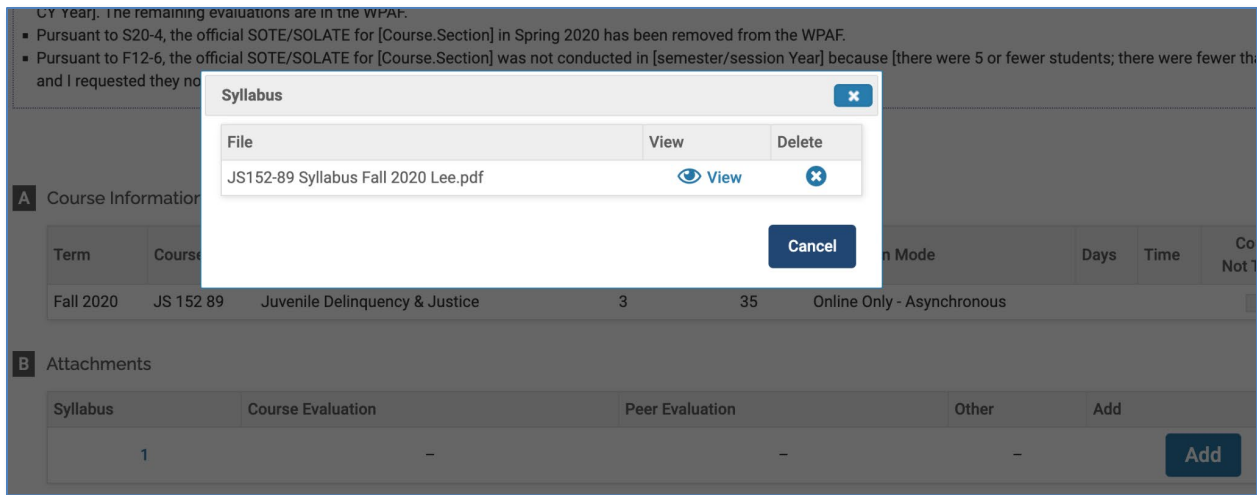 CY Year]. The remaining evaluations are in the WPAF.
▪ Pursuant to S20-4, the official SOTE/SOLATE for [Course.Section] in Spring 2020 has been removed from the WPAF.
▪ Pursuant to F12-6, the official SOTE/SOLATE for [Course.Section] was not conducted in [semester/session Year] because [there were 5 or fewer students; there were fewer
and I requested they
Syllabus
File View Delete
JS152-89 Syllabus Fall 2020 Lee.pdf View
Cancel
A Course Information
Term Course Mode Days Time
Not
Fall 2020 JS 152 89 Juvenile Delinquency & Justice 3 35 Online Only - Asynchronous
B Attachments
Syllabus Course Evaluation Peer Evaluation Other Add
1 – – – Add